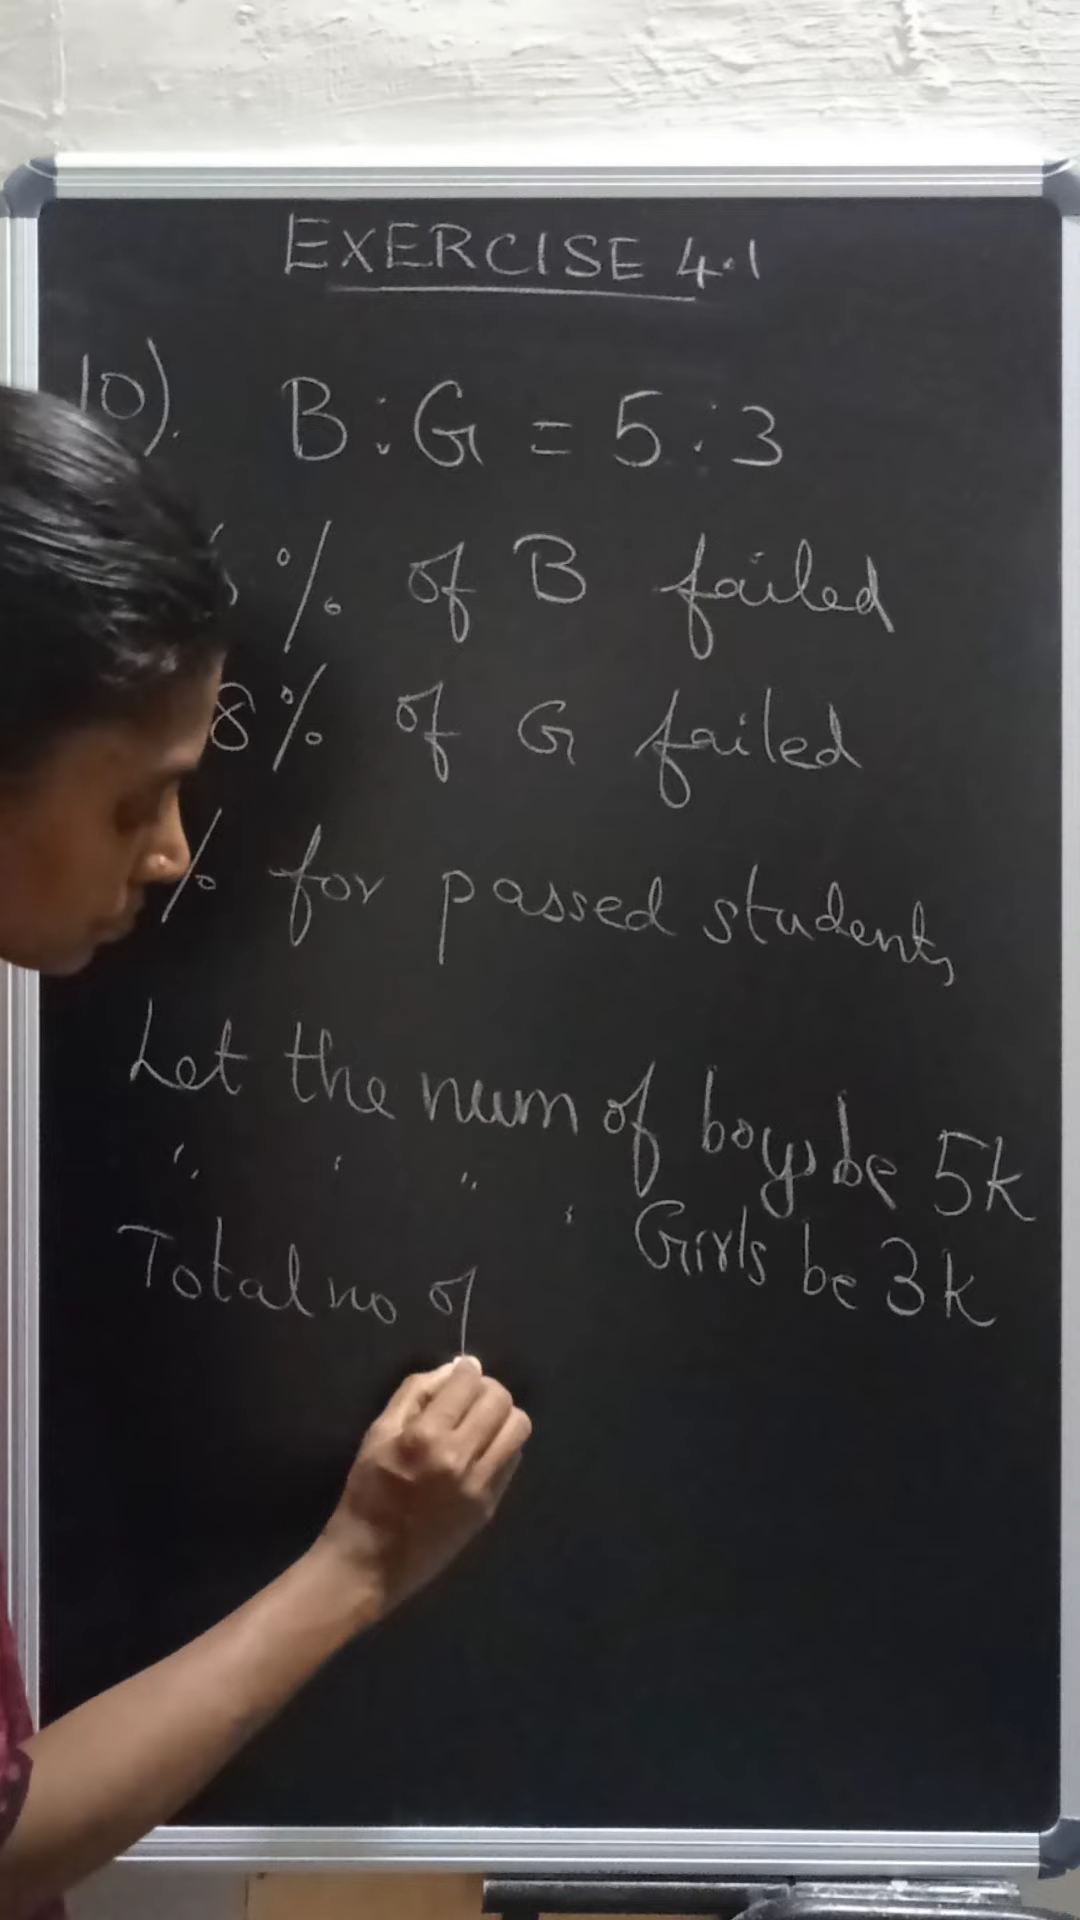 EXERCISE 4.1
10). B : G = 5 : 3
% of B failed
8% of G failed
% for passed students
Let the num of boys be 5k
" " " " Girls be 3k
Total no of